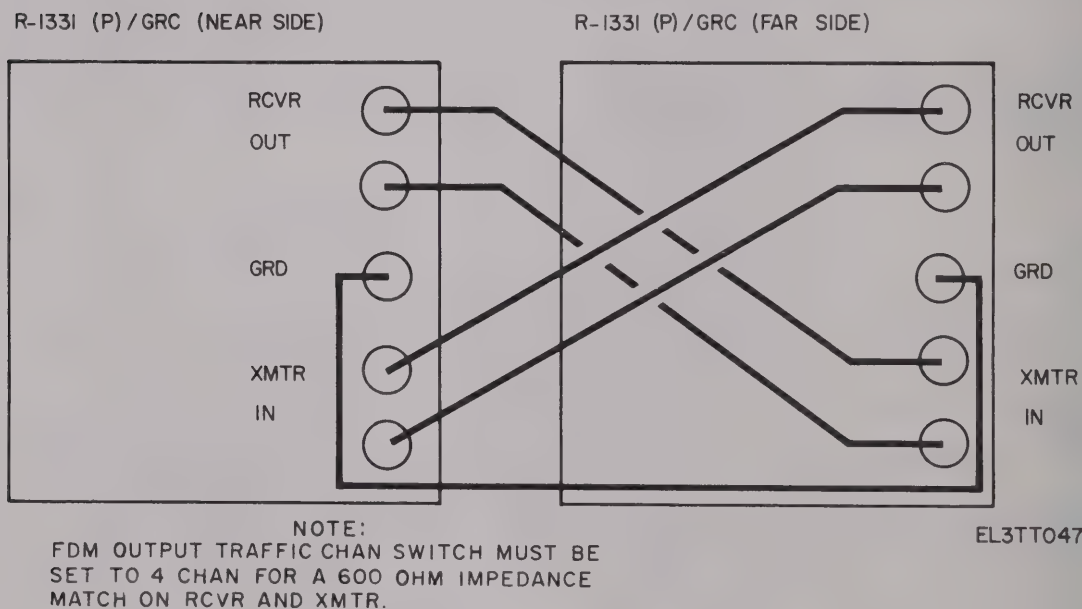 R-1331 (P)/GRC (NEAR SIDE)
R-1331 (P)/GRC (FAR SIDE)
RCVR
OUT
GRD
XMTR
IN
RCVR
OUT
GRD
XMTR
IN
NOTE:
FDM OUTPUT TRAFFIC CHAN SWITCH MUST BE
SET TO 4 CHAN FOR A 600 OHM IMPEDANCE
MATCH ON RCVR AND XMTR.
EL3TT047